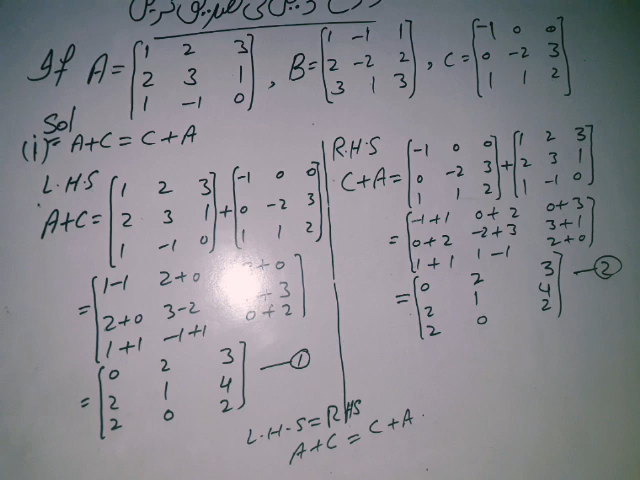 درج ذیل کی تصدیق کریں
If A = [1 2 3
2 3 1
1 -1 0], B = [1 -1 1
2 -2 2
3 1 3], C = [-1 0 0
0 -2 3
1 1 2]
Sol
(i) = A+C = C+A
L.H.S
A+C = [1 2 3
2 3 1
1 -1 0] + [-1 0 0
0 -2 3
1 1 2]
= [1-1 2+0 +0
2+0 3-2 +3
1+1 -1+1 0+2]
= [0 2 3
2 1 4
2 0 2] — ①
R.H.S
C+A = [-1 0 0
0 -2 3
1 1 2] + [1 2 3
2 3 1
1 -1 0]
= [-1+1 0+2 0+3
0+2 -2+3 3+1
1+1 1-1 2+0]
= [0 2 3
2 1 4
2 0 2] — ②
L.H.S = RHS
A+C = C+A.